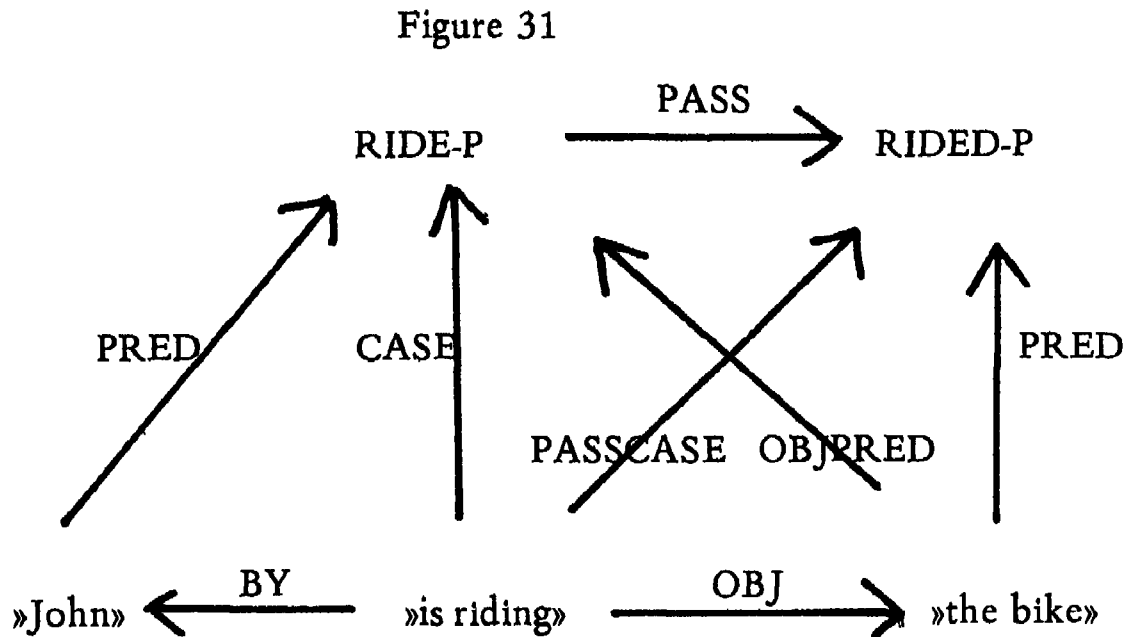 Figure 31
PASS
RIDE-P RIDED-P
PRED CASE PRED
PASSCASE OBJPRED
BY OBJ
»John» »is riding» »the bike»